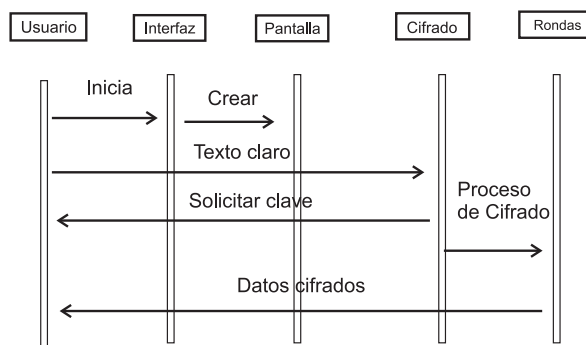 Usuario
Interfaz
Pantalla
Cifrado
Rondas
Inicia
Crear
Texto claro
Solicitar clave
Proceso
de Cifrado
Datos cifrados